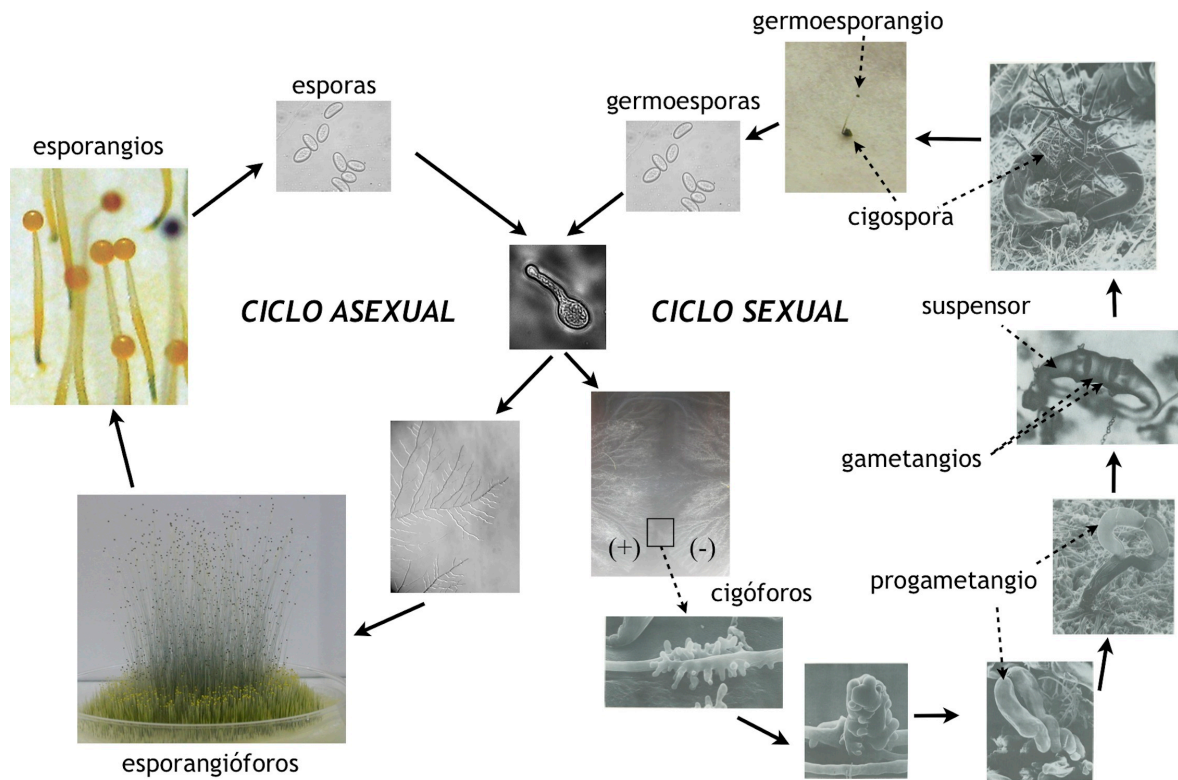 germoesporangio
esporas
germoesporas
esporangios
cigospora
CICLO ASEXUAL
CICLO SEXUAL
suspensor
gametangios
(+)
(-)
progametangio
cigóforos
esporangióforos